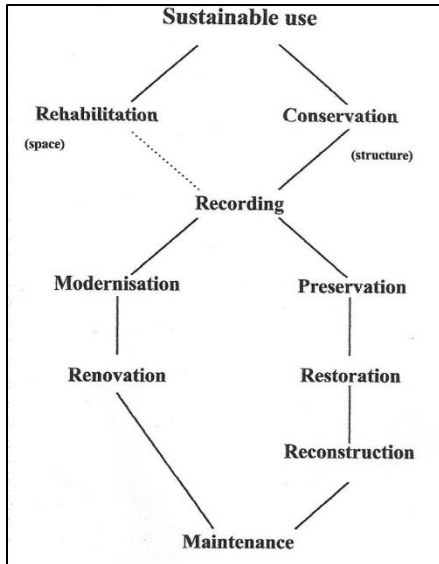 Sustainable use
Rehabilitation
Conservation
(space)
(structure)
Recording
Modernisation
Preservation
Renovation
Restoration
Reconstruction
Maintenance